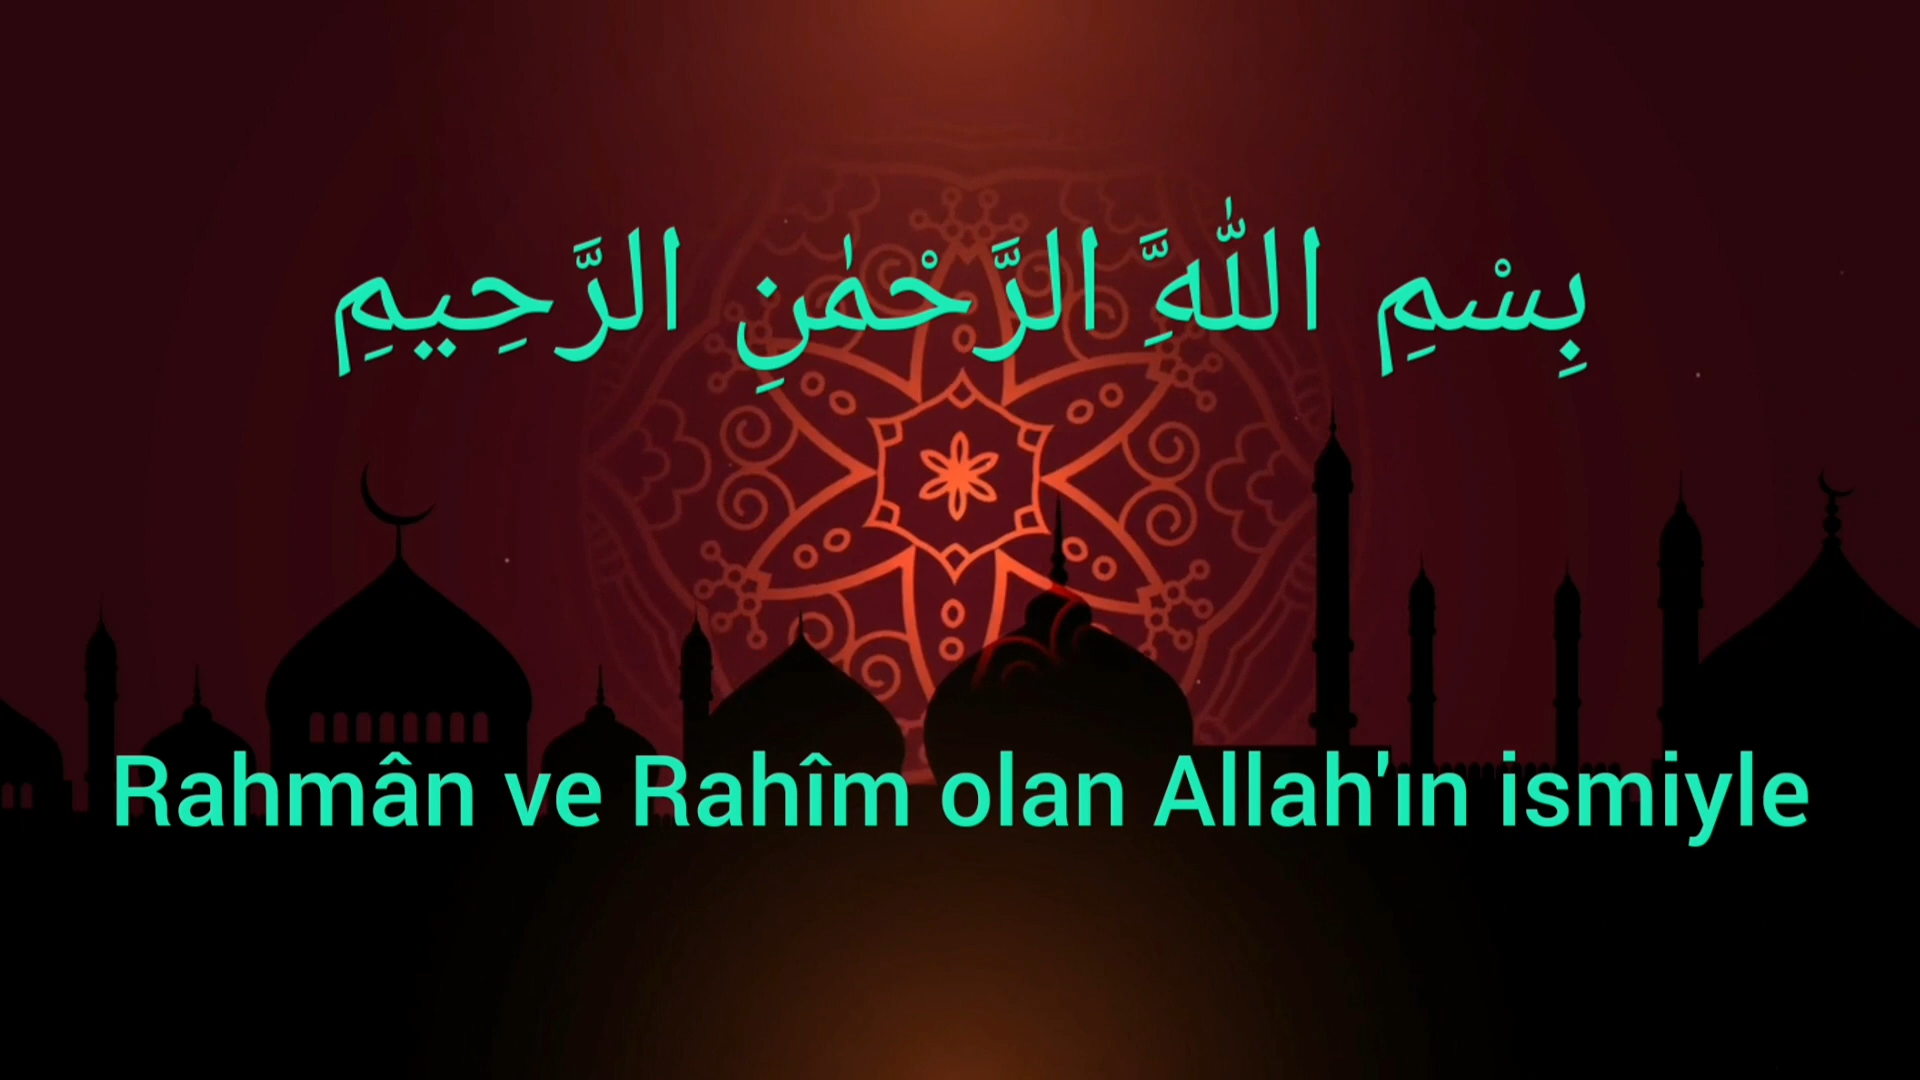 بِسْمِ اللّٰهَِّ الرَّحْمٰنِ الرَّحِيمِ
Rahmân ve Rahîm olan Allah'ın ismiyle